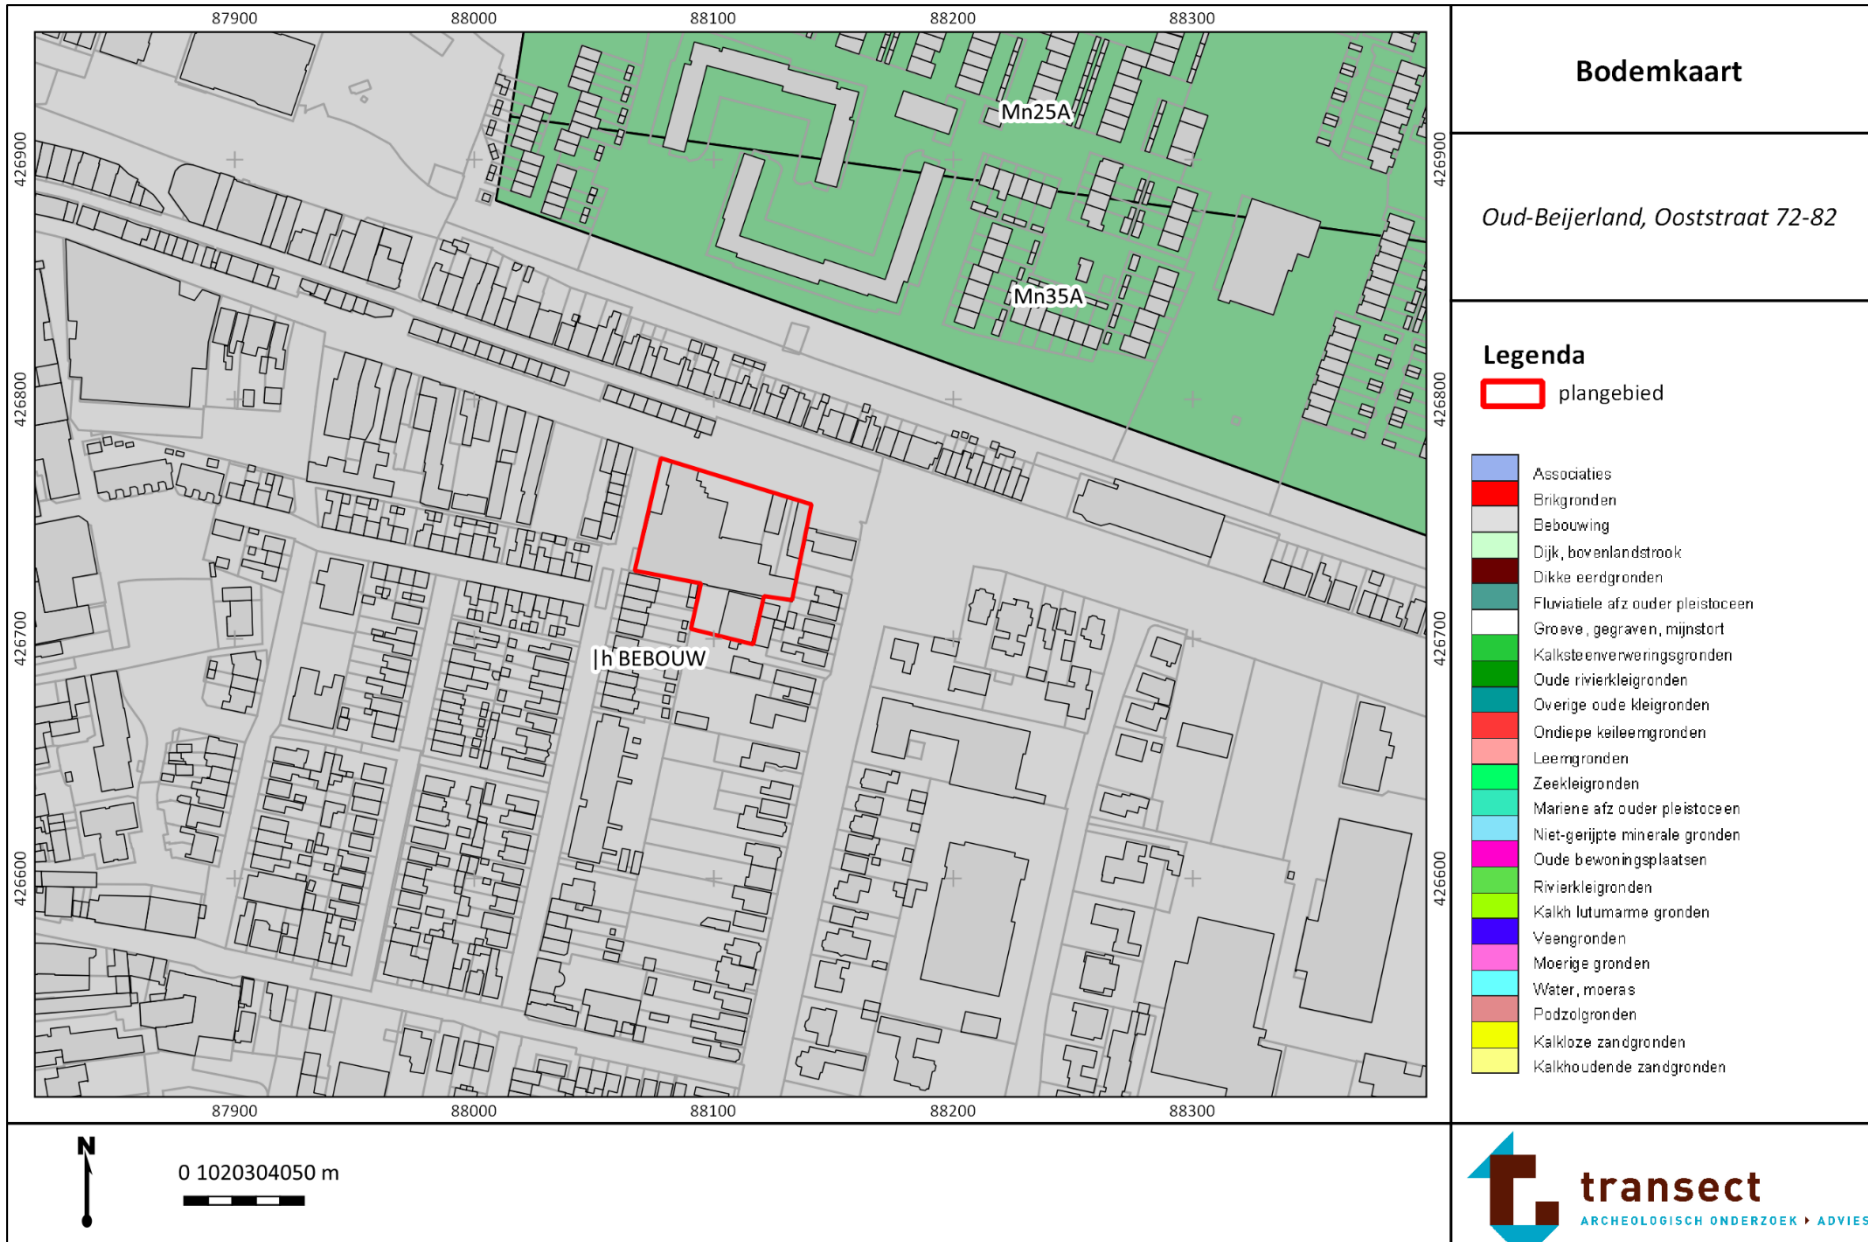 87900 88000 88100 88200 88300
Bodemkaart
Oud-Beijerland, Ooststraat 72-82
426900 426900
426800 426800
426700 426700
426600 426600
Mn25A
Mn35A
|h BEBOUW
87900 88000 88100 88200 88300
Legenda
plangebied
Associaties
Brikgronden
Bebouwing
Dijk, bovenlandstrook
Dikke eerdgronden
Fluviatiele afz ouder pleistoceen
Groeve, gegraven, mijnstort
Kalksteenverweringsgronden
Oude rivierkleigronden
Overige oude kleigronden
Ondiepe keileemgronden
Leemgronden
Zeekleigronden
Mariene afz ouder pleistoceen
Niet-gerijpte minerale gronden
Oude bewoningsplaatsen
Rivierkleigronden
Kalkh lutumarme gronden
Veengronden
Moerige gronden
Water, moeras
Podzolgronden
Kalkloze zandgronden
Kalkhoudende zandgronden
N
0 1020304050 m
transect
ARCHEOLOGISCH ONDERZOEK ▸ ADVIES